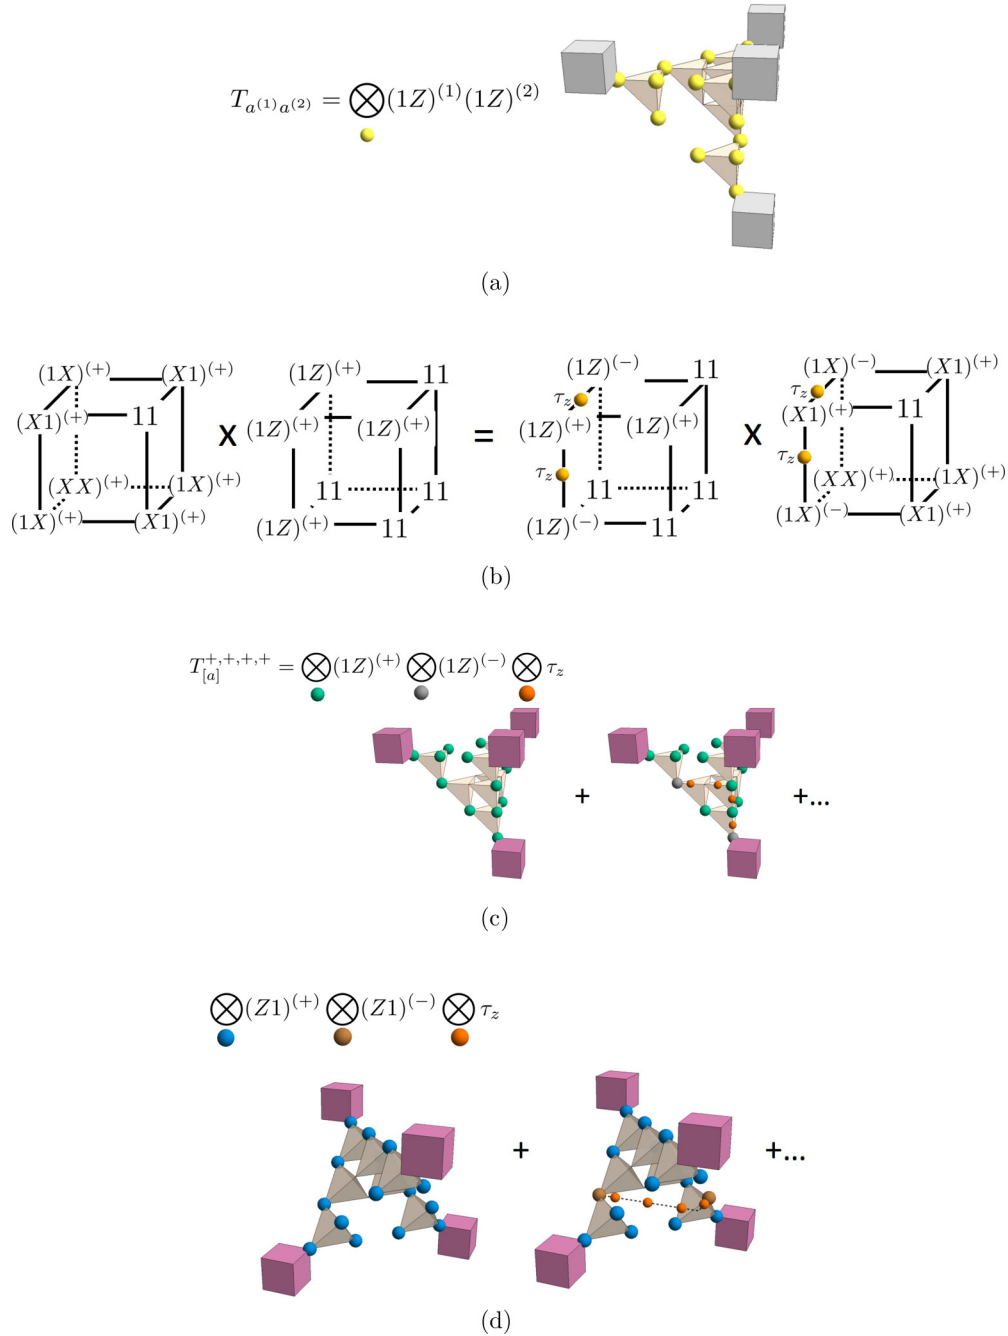 T_{a^{(1)}a^{(2)}} = ⊗(1Z)^{(1)}(1Z)^{(2)}
(a)
(1X)^{(+)} (X1)^{(+)} (1Z)^{(+)} 11 (1Z)^{(-)} 11 (1X)^{(-)} (X1)^{(+)}
τ_z τ_z
(X1)^{(+)} 11 X (1Z)^{(+)} (1Z)^{(+)} = (1Z)^{(+)} (1Z)^{(+)} X (X1)^{(+)} 11
τ_z τ_z
(XX)^{(+)} (1X)^{(+)} 11 11 11 11 (XX)^{(+)} (1X)^{(+)}
(1X)^{(+)} (X1)^{(+)} (1Z)^{(+)} 11 (1Z)^{(-)} 11 (1X)^{(-)} (X1)^{(+)}
(b)
T_{[a]}^{+,+,+,+} = ⊗(1Z)^{(+)} ⊗(1Z)^{(-)} ⊗τ_z
+ +...
(c)
⊗(Z1)^{(+)} ⊗(Z1)^{(-)} ⊗τ_z
+ +...
(d)